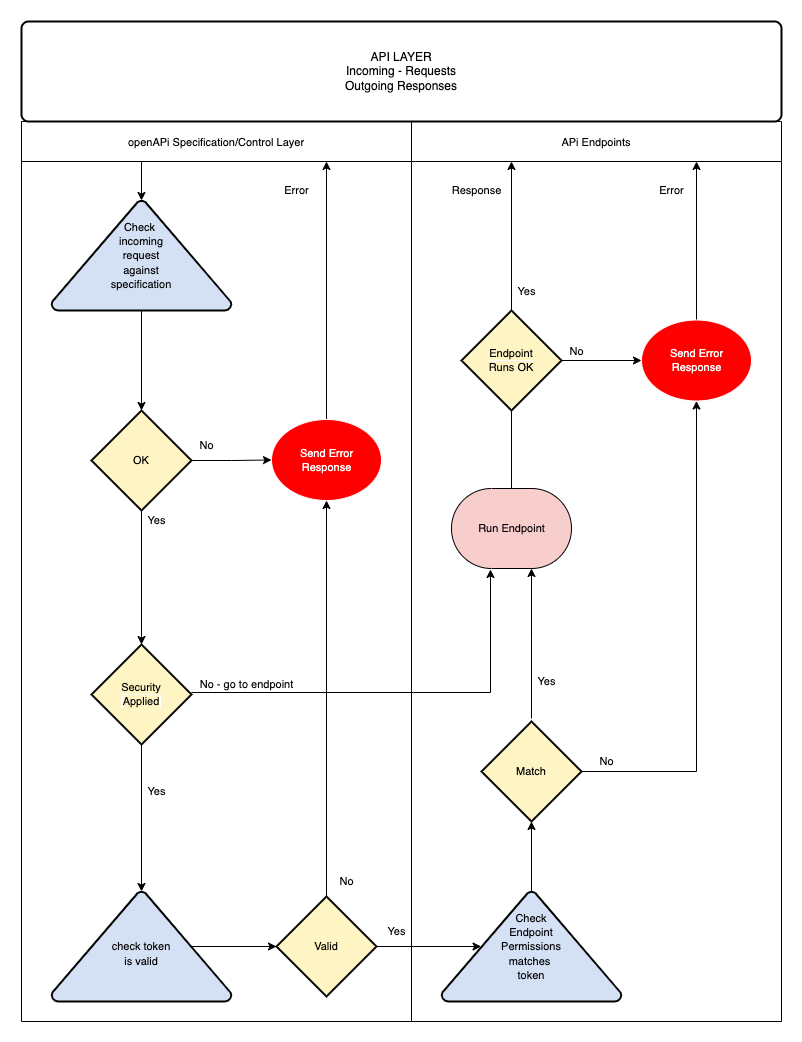 API LAYER
Incoming - Requests
Outgoing Responses
openAPi Specification/Control Layer
APi Endpoints
Error
Check
incoming
request
against
specification
OK
No
Send Error
Response
Yes
Security
Applied
No - go to endpoint
Yes
check token
is valid
No
Valid
Yes
Response
Error
Yes
Endpoint
Runs OK
No
Send Error
Response
Run Endpoint
Yes
Match
No
Check
Endpoint
Permissions
matches
token